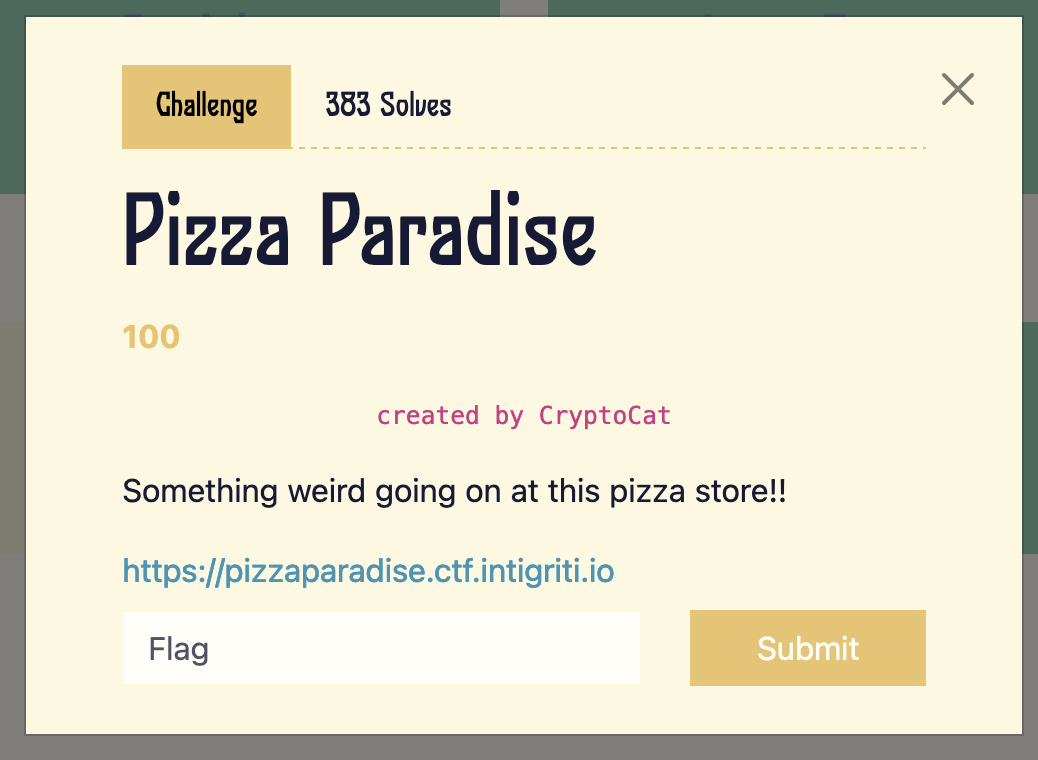 Challenge
383 Solves
Pizza Paradise
100
created by CryptoCat
Something weird going on at this pizza store!!
https://pizzaparadise.ctf.intigriti.io
Flag
Submit